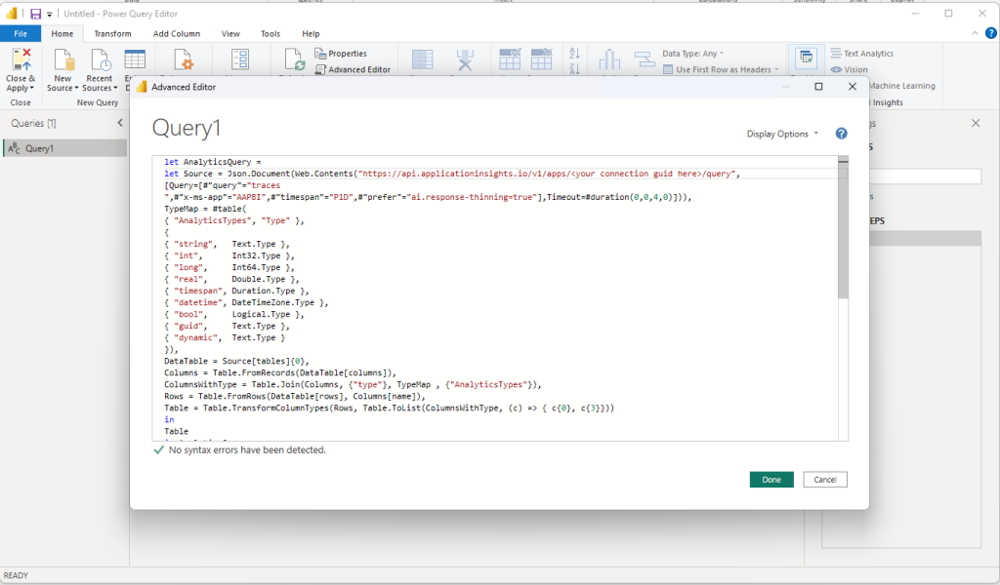 Untitled - Power Query Editor
File Home Transform Add Column View Tools Help
Close &
Apply
New
Source
Recent
Sources
Properties
Advanced Editor
Data Type: Any
Use First Row as Headers
Text Analytics
Vision
Machine Learning
Close
New Query
Insights
Queries [1]
Query1
Advanced Editor
Query1
Display Options
let AnalyticsQuery =
let Source = Json.Document(Web.Contents("https://api.applicationinsights.io/v1/apps/<your connection guid here>/query",
[Query=[#"query"="traces
",#"x-ms-app"="AAPBI",#"timespan"="P1D",#"prefer"="ai.response-thinning=true"],Timeout=#duration(0,0,4,0)])),
TypeMap = #table(
{ "AnalyticsTypes", "Type" },
{
{ "string", Text.Type },
{ "int", Int32.Type },
{ "long", Int64.Type },
{ "real", Double.Type },
{ "timespan", Duration.Type },
{ "datetime", DateTimeZone.Type },
{ "bool", Logical.Type },
{ "guid", Text.Type },
{ "dynamic", Text.Type }
}),
DataTable = Source[tables]{0},
Columns = Table.FromRecords(DataTable[columns]),
ColumnsWithType = Table.Join(Columns, {"type"}, TypeMap , {"AnalyticsTypes"}),
Rows = Table.FromRows(DataTable[rows], Columns[name]),
Table = Table.TransformColumnTypes(Rows, Table.ToList(ColumnsWithType, (c) => { c{0}, c{3}}))
in
Table
No syntax errors have been detected.
Done Cancel
READY